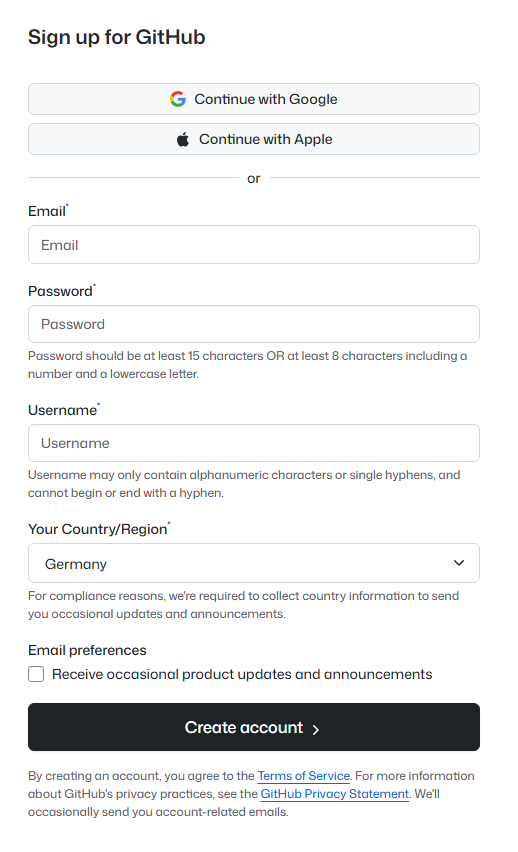 Sign up for GitHub
Continue with Google
Continue with Apple
or
Email*
Email
Password*
Password
Password should be at least 15 characters OR at least 8 characters including a
number and a lowercase letter.
Username*
Username
Username may only contain alphanumeric characters or single hyphens, and
cannot begin or end with a hyphen.
Your Country/Region*
Germany
For compliance reasons, we're required to collect country information to send
you occasional updates and announcements.
Email preferences
Receive occasional product updates and announcements
Create account
By creating an account, you agree to the Terms of Service. For more information
about GitHub's privacy practices, see the GitHub Privacy Statement. We'll
occasionally send you account-related emails.